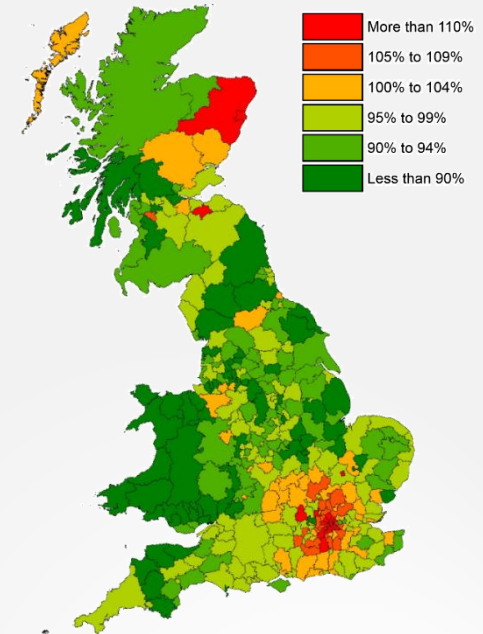 More than 110%
105% to 109%
100% to 104%
95% to 99%
90% to 94%
Less than 90%